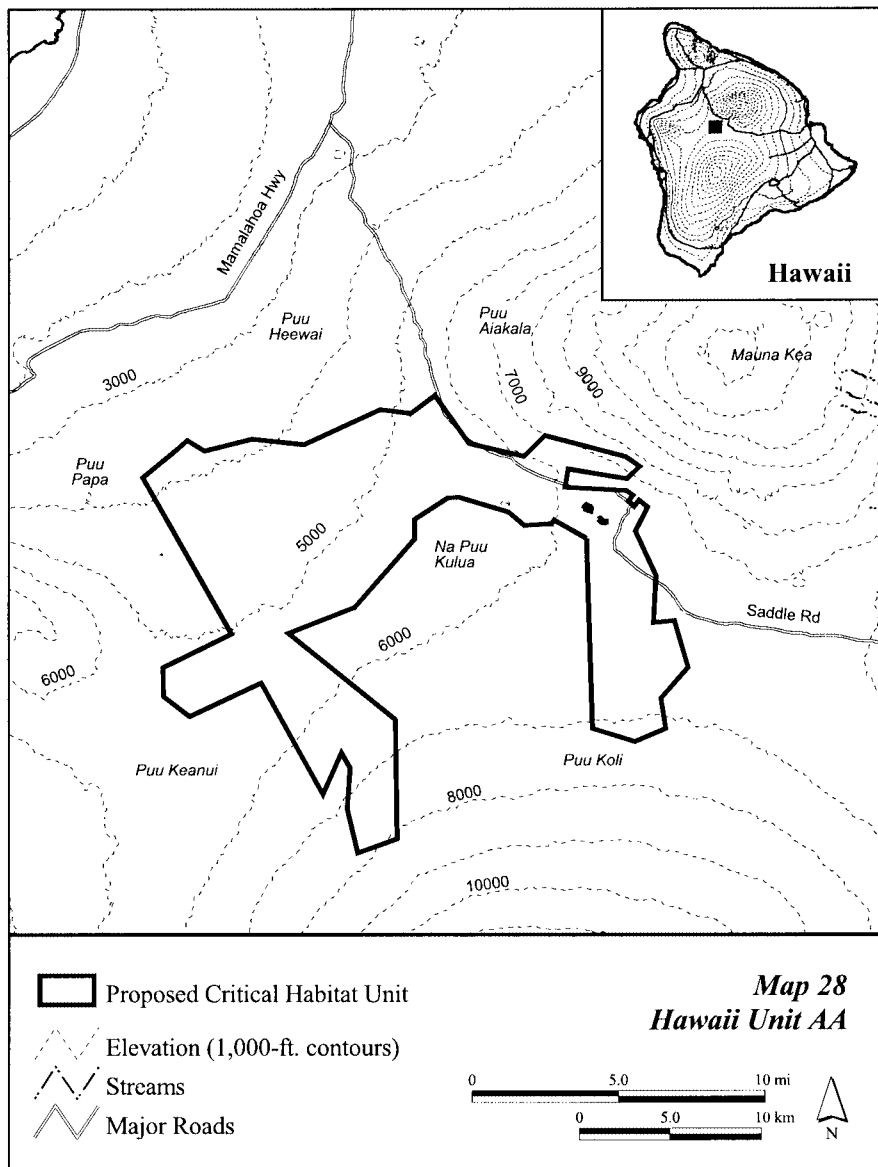 Hawaii
Mamalahoa Hwy
Puu
Heewai
Puu
Aiakala
Mauna Kea
3000
7000
9000
Puu
Papa
5000
Na Puu
Kulua
Saddle Rd
6000
6000
Puu Keanui
Puu Koli
8000
10000
Proposed Critical Habitat Unit
Elevation (1,000-ft. contours)
Streams
Major Roads
Map 28
Hawaii Unit AA
0 5.0 10 mi
0 5.0 10 km
N